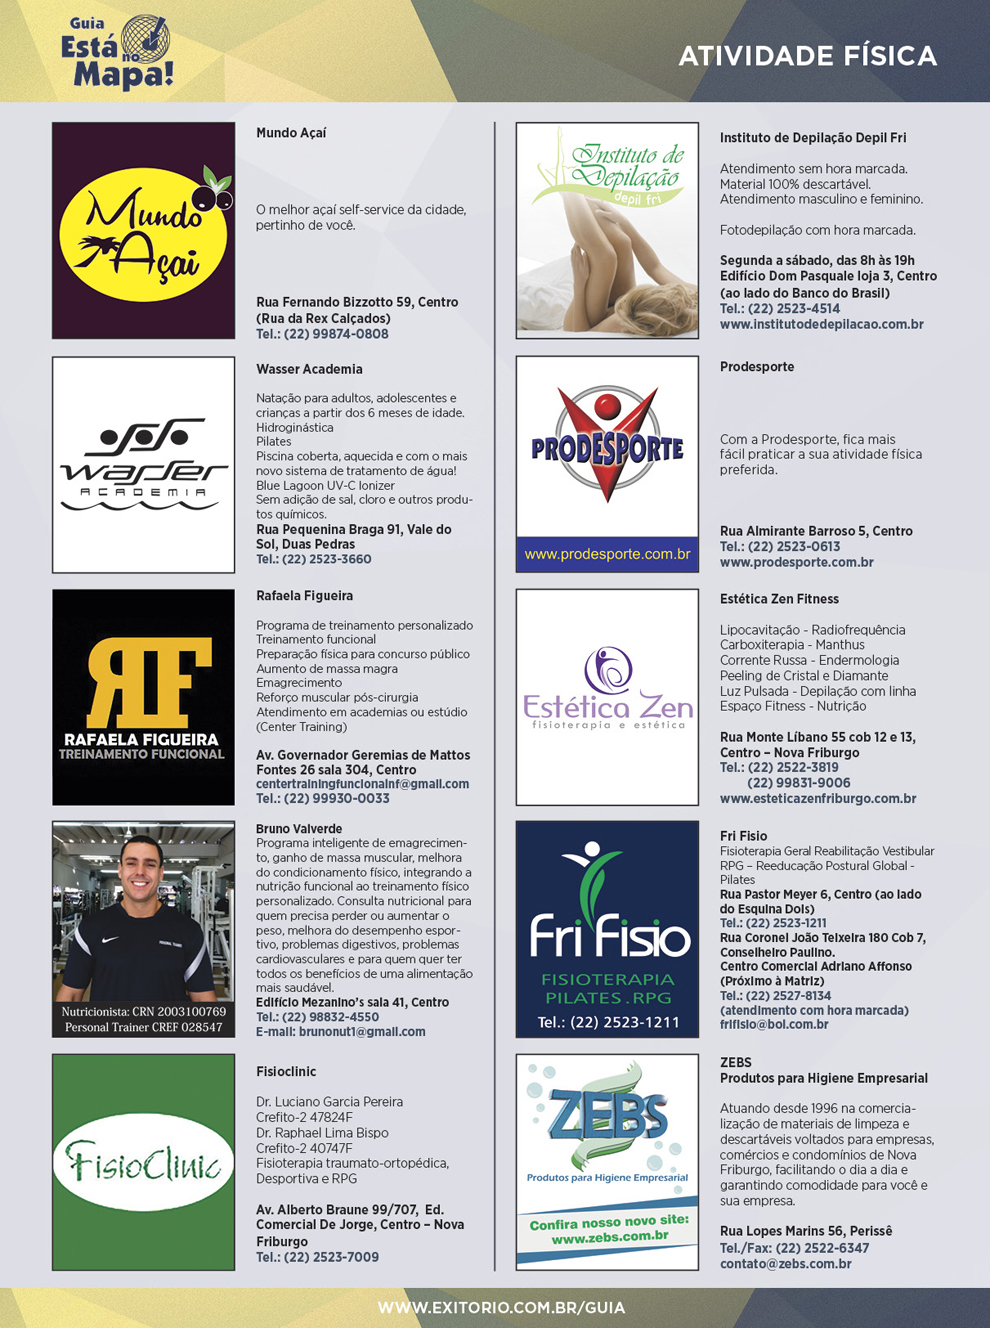 Guia
Está
no
Mapa!
ATIVIDADE FÍSICA
Mundo
Açai
Mundo Açaí
O melhor açaí self-service da cidade,
pertinho de você.
Rua Fernando Bizzotto 59, Centro
(Rua da Rex Calçados)
Tel.: (22) 99874-0808
wasser
ACADEMIA
Wasser Academia
Natação para adultos, adolescentes e
crianças a partir dos 6 meses de idade.
Hidroginástica
Pilates
Piscina coberta, aquecida e com o mais
novo sistema de tratamento de água!
Blue Lagoon UV-C Ionizer
Sem adição de sal, cloro e outros produ-
tos químicos.
Rua Pequenina Braga 91, Vale do
Sol, Duas Pedras
Tel.: (22) 2523-3660
RF
RAFAELA FIGUEIRA
TREINAMENTO FUNCIONAL
Rafaela Figueira
Programa de treinamento personalizado
Treinamento funcional
Preparação física para concurso público
Aumento de massa magra
Emagrecimento
Reforço muscular pós-cirurgia
Atendimento em academias ou estúdio
(Center Training)
Av. Governador Geremias de Mattos
Fontes 26 sala 304, Centro
centertrainingfuncionalnf@gmail.com
Tel.: (22) 99930-0033
PERSONAL TRAINER
Nutricionista: CRN 2003100769
Personal Trainer CREF 028547
Bruno Valverde
Programa inteligente de emagrecimen-
to, ganho de massa muscular, melhora
do condicionamento físico, integrando a
nutrição funcional ao treinamento físico
personalizado. Consulta nutricional para
quem precisa perder ou aumentar o
peso, melhora do desempenho espor-
tivo, problemas digestivos, problemas
cardiovasculares e para quem quer ter
todos os benefícios de uma alimentação
mais saudável.
Edifício Mezanino's sala 41, Centro
Tel.: (22) 98832-4550
E-mail: brunonut1@gmail.com
FisioClinic
Fisioclinic
Dr. Luciano Garcia Pereira
Crefito-2 47824F
Dr. Raphael Lima Bispo
Crefito-2 40747F
Fisioterapia traumato-ortopédica,
Desportiva e RPG
Av. Alberto Braune 99/707, Ed.
Comercial De Jorge, Centro – Nova
Friburgo
Tel.: (22) 2523-7009
Instituto de
Depilação
depil fri
Instituto de Depilação Depil Fri
Atendimento sem hora marcada.
Material 100% descartável.
Atendimento masculino e feminino.
Fotodepilação com hora marcada.
Segunda a sábado, das 8h às 19h
Edifício Dom Pasquale loja 3, Centro
(ao lado do Banco do Brasil)
Tel.: (22) 2523-4514
www.institutodedepilacao.com.br
PRODESPORTE
www.prodesporte.com.br
Prodesporte
Com a Prodesporte, fica mais
fácil praticar a sua atividade física
preferida.
Rua Almirante Barroso 5, Centro
Tel.: (22) 2523-0613
www.prodesporte.com.br
Estética Zen
fisioterapia e estética
Estética Zen Fitness
Lipocavitação - Radiofrequência
Carboxiterapia - Manthus
Corrente Russa - Endermologia
Peeling de Cristal e Diamante
Luz Pulsada - Depilação com linha
Espaço Fitness - Nutrição
Rua Monte Líbano 55 cob 12 e 13,
Centro – Nova Friburgo
Tel.: (22) 2522-3819
(22) 99831-9006
www.esteticazenfriburgo.com.br
Fri Fisio
FISIOTERAPIA
PILATES . RPG
Tel.: (22) 2523-1211
Fri Fisio
Fisioterapia Geral Reabilitação Vestibular
RPG – Reeducação Postural Global -
Pilates
Rua Pastor Meyer 6, Centro (ao lado
do Esquina Dois)
Tel.: (22) 2523-1211
Rua Coronel João Teixeira 180 Cob 7,
Conselheiro Paulino.
Centro Comercial Adriano Affonso
(Próximo à Matriz)
Tel.: (22) 2527-8134
(atendimento com hora marcada)
frifisio@bol.com.br
ZEBS
Produtos para Higiene Empresarial
Confira nosso novo site:
www.zebs.com.br
ZEBS
Produtos para Higiene Empresarial
Atuando desde 1996 na comercia-
lização de materiais de limpeza e
descartáveis voltados para empresas,
comércios e condomínios de Nova
Friburgo, facilitando o dia a dia e
garantindo comodidade para você e
sua empresa.
Rua Lopes Marins 56, Perissê
Tel./Fax: (22) 2522-6347
contato@zebs.com.br
WWW.EXITORIO.COM.BR/GUIA